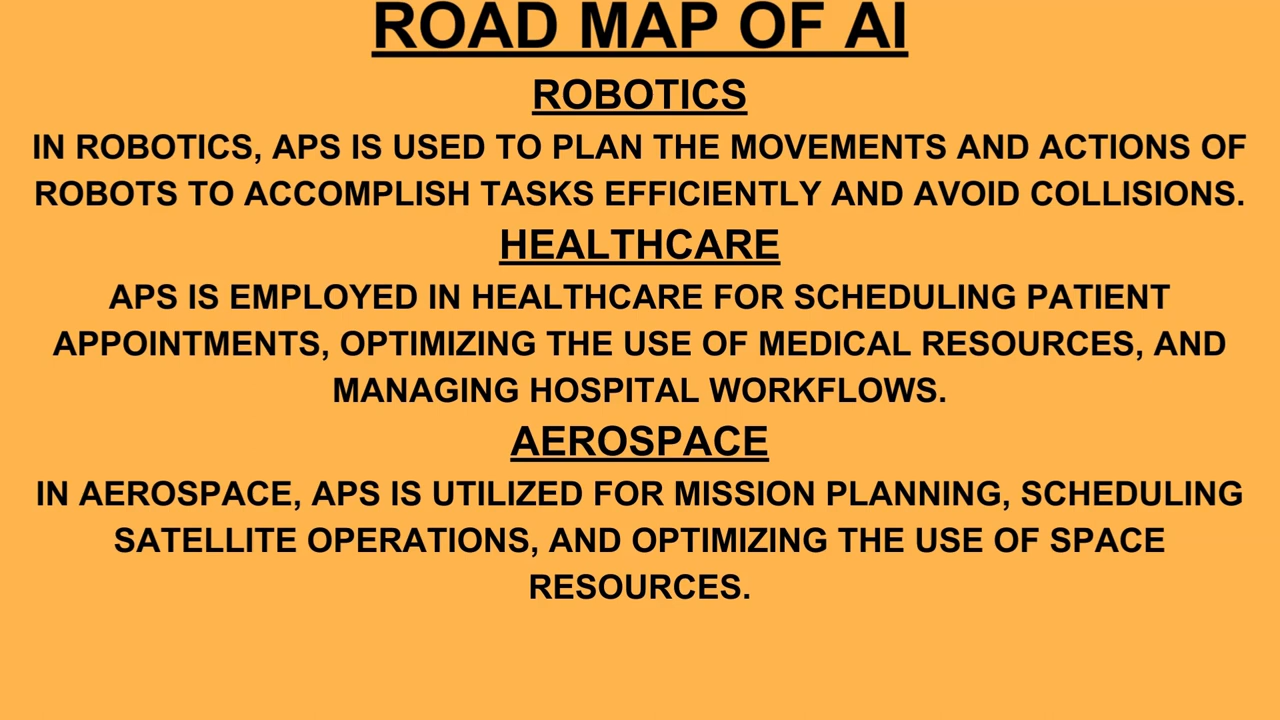 ROAD MAP OF AI
ROBOTICS
IN ROBOTICS, APS IS USED TO PLAN THE MOVEMENTS AND ACTIONS OF
ROBOTS TO ACCOMPLISH TASKS EFFICIENTLY AND AVOID COLLISIONS.
HEALTHCARE
APS IS EMPLOYED IN HEALTHCARE FOR SCHEDULING PATIENT
APPOINTMENTS, OPTIMIZING THE USE OF MEDICAL RESOURCES, AND
MANAGING HOSPITAL WORKFLOWS.
AEROSPACE
IN AEROSPACE, APS IS UTILIZED FOR MISSION PLANNING, SCHEDULING
SATELLITE OPERATIONS, AND OPTIMIZING THE USE OF SPACE
RESOURCES.